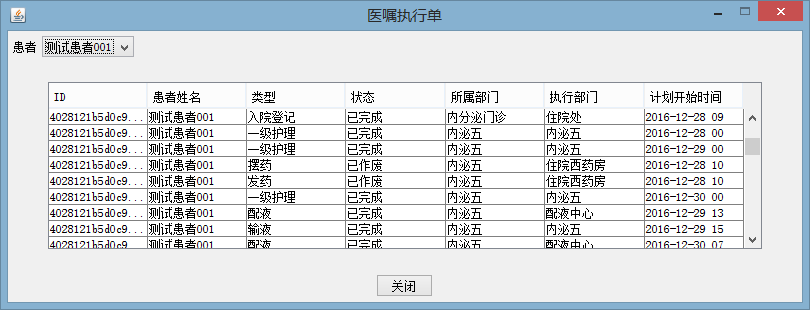 医嘱执行单
患者 测试患者001
ID 患者姓名 类型 状态 所属部门 执行部门 计划开始时间
4028121b5d0c9... 测试患者001 入院登记 已完成 内分泌门诊 住院处 2016-12-28 09
4028121b5d0c9... 测试患者001 一级护理 已完成 内泌五 内泌五 2016-12-28 00
4028121b5d0c9... 测试患者001 一级护理 已完成 内泌五 内泌五 2016-12-29 00
4028121b5d0c9... 测试患者001 摆药 已作废 内泌五 住院西药房 2016-12-28 10
4028121b5d0c9... 测试患者001 发药 已作废 内泌五 住院西药房 2016-12-28 10
4028121b5d0c9... 测试患者001 一级护理 已完成 内泌五 内泌五 2016-12-30 00
4028121b5d0c9... 测试患者001 配液 已完成 内泌五 配液中心 2016-12-29 13
4028121b5d0c9... 测试患者001 输液 已完成 内泌五 内泌五 2016-12-29 15
4028121b5d0c9 测试患者001 配液 已完成 内泌五 配液中心 2016-12-30 07
关闭